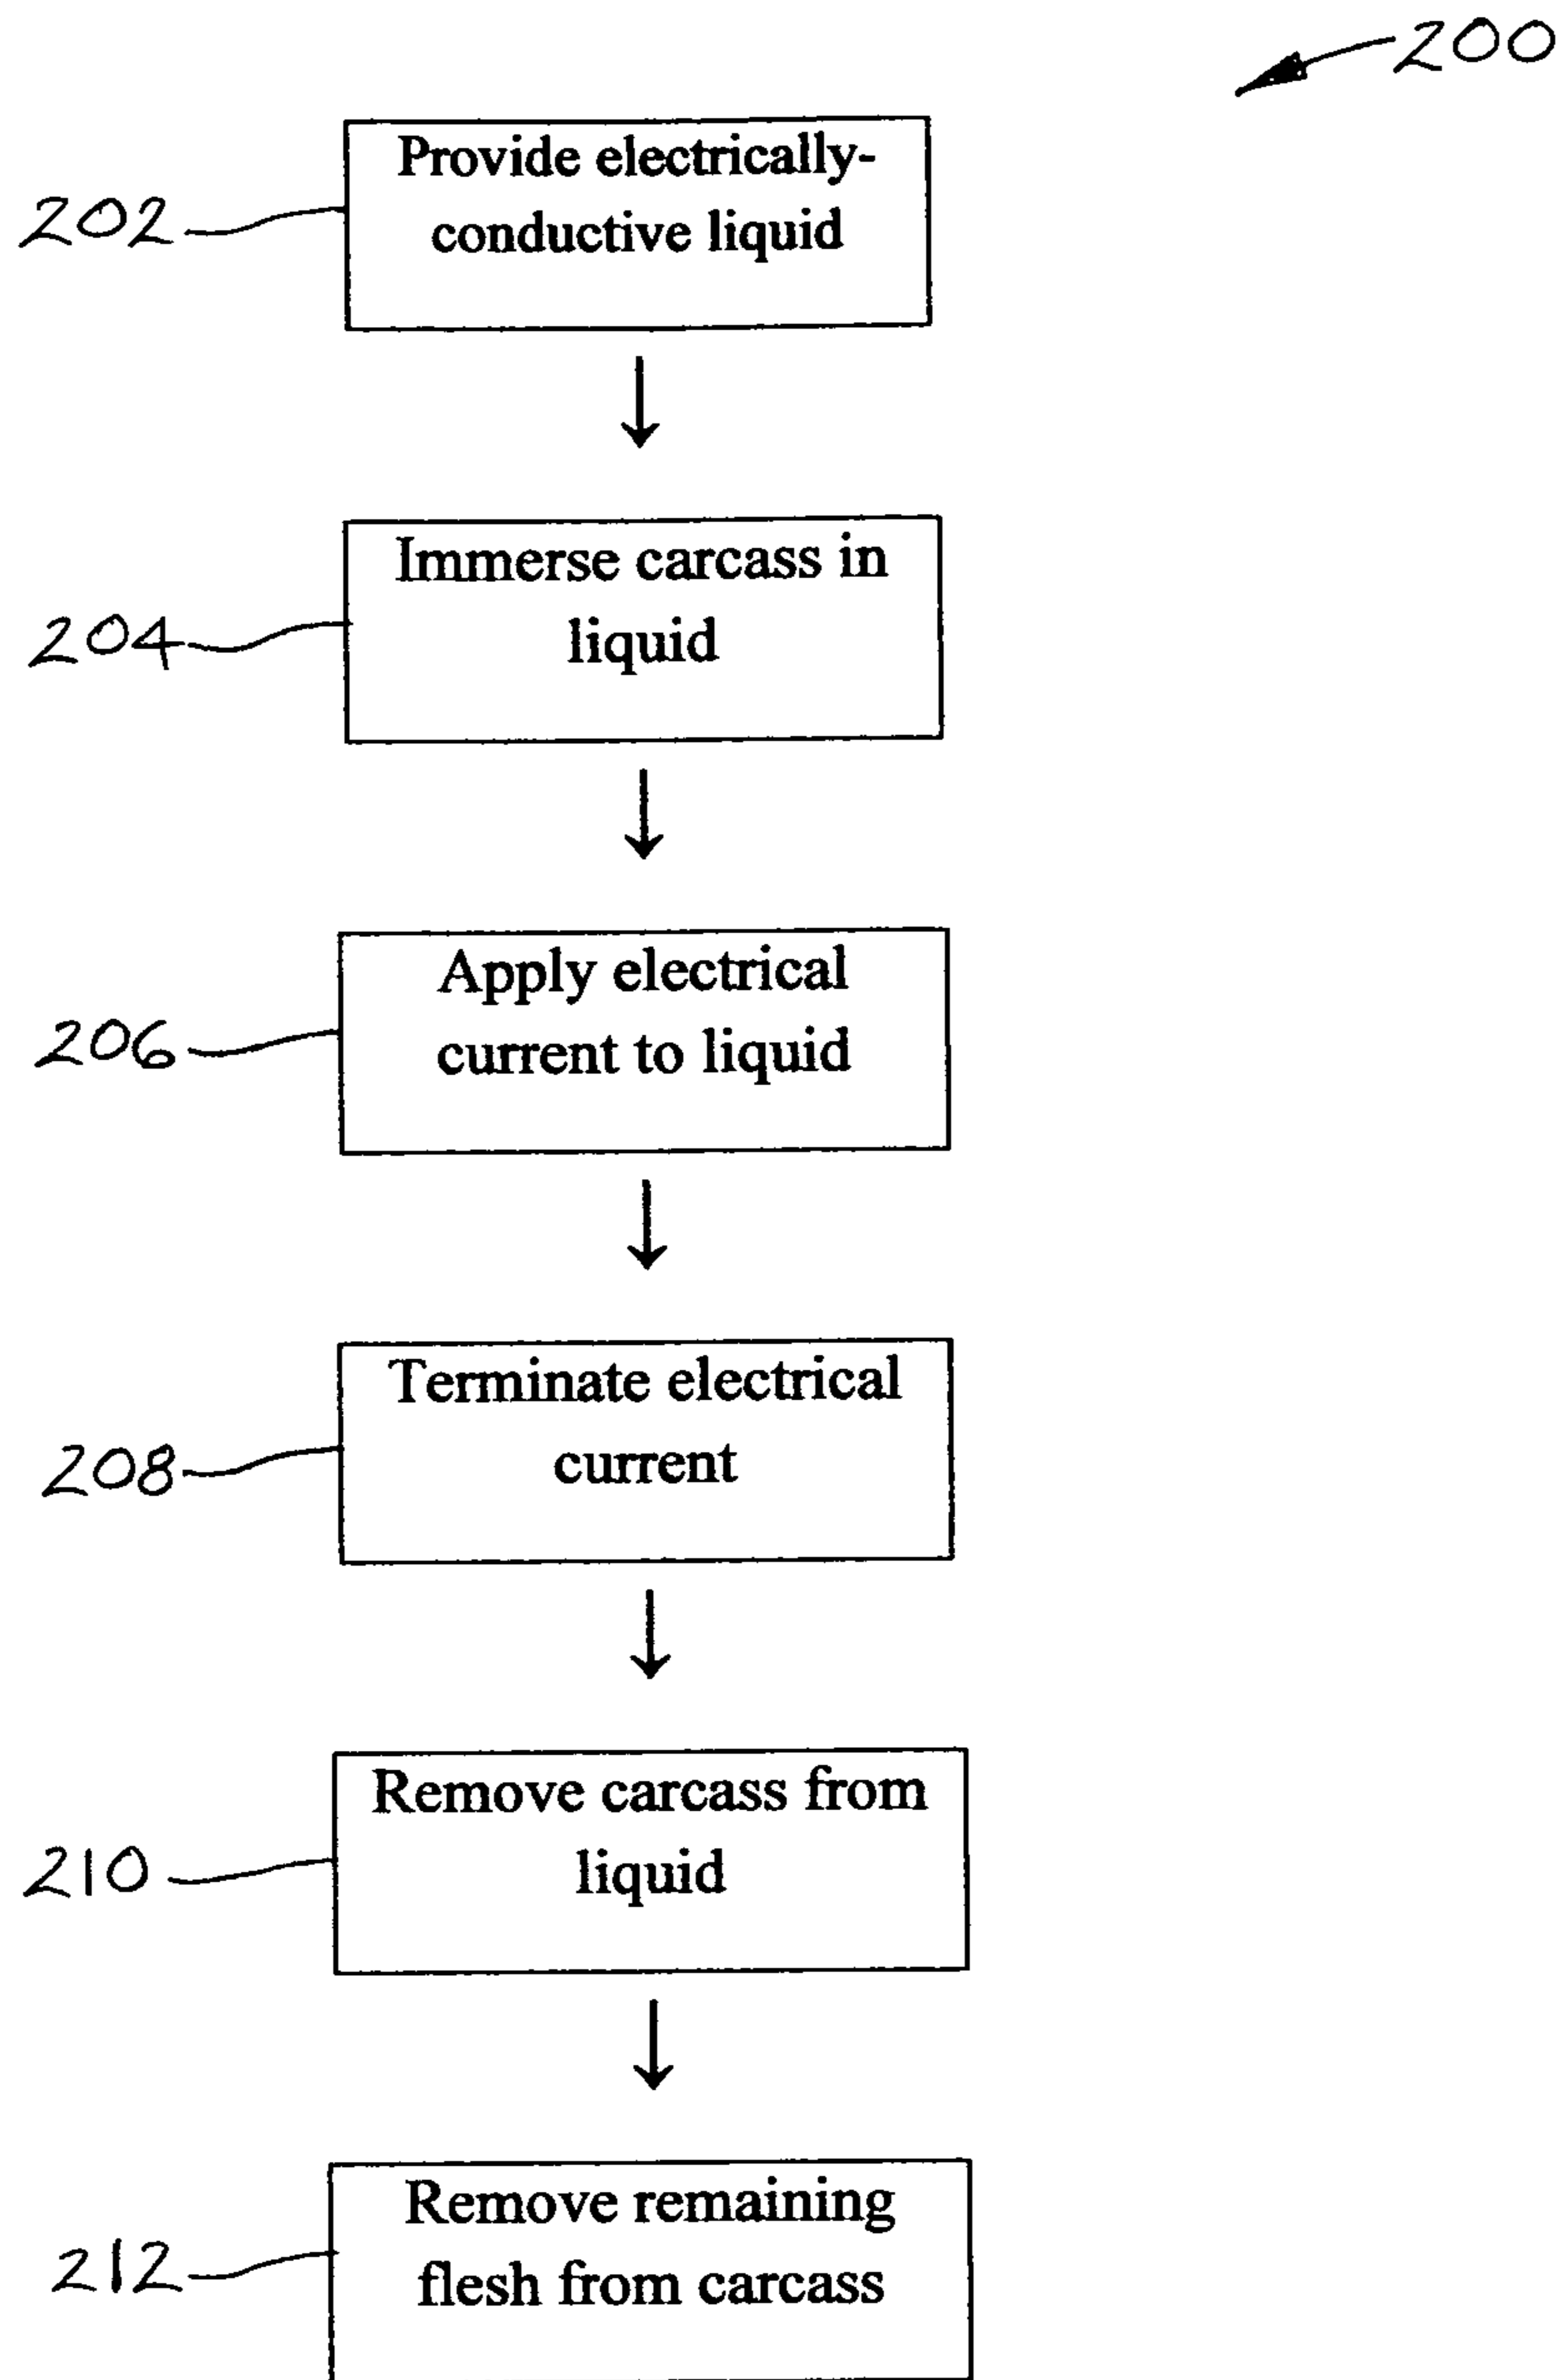 200
Provide electrically-
conductive liquid
202
Immerse carcass in
liquid
204
Apply electrical
current to liquid
206
Terminate electrical
current
208
Remove carcass from
liquid
210
Remove remaining
flesh from carcass
212